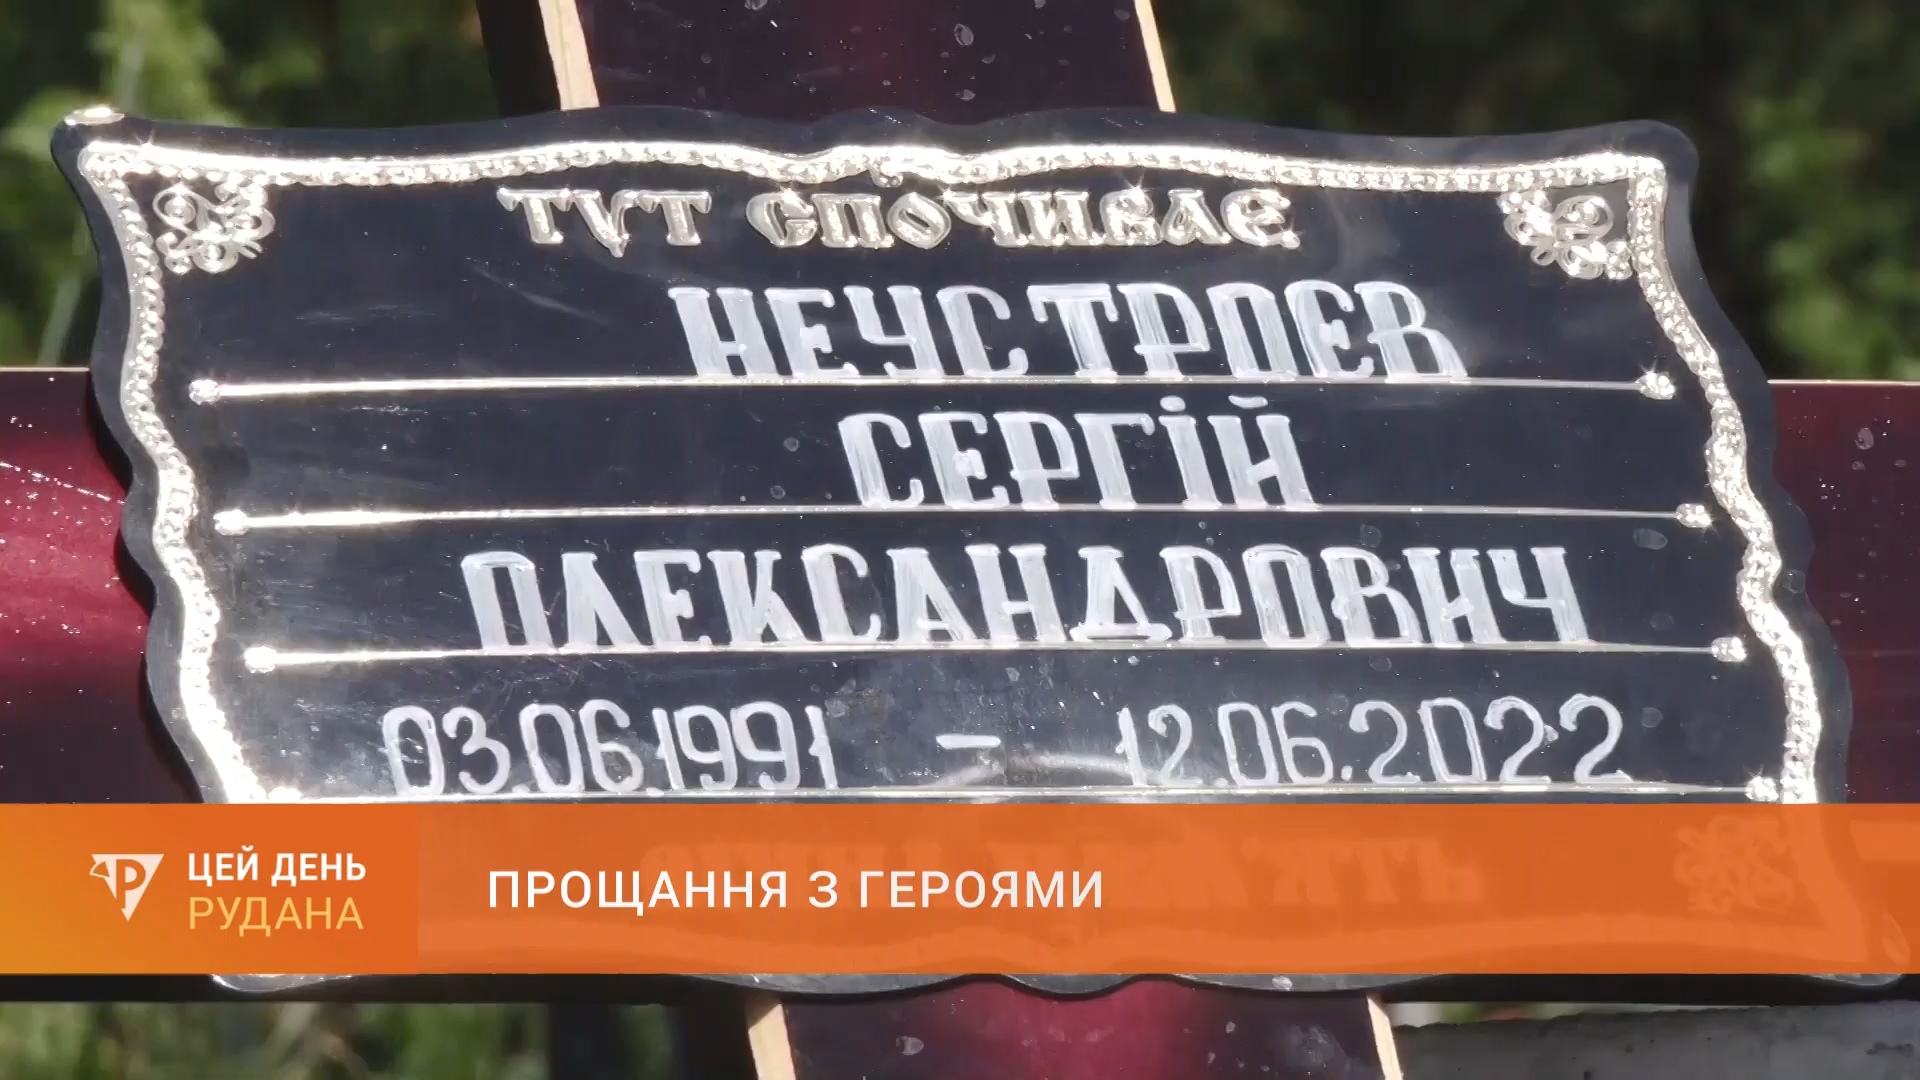 ТУТ СПОЧИВАЄ
НЕУСТРОЄВ
СЕРГІЙ
ОЛЕКСАНДРОВИЧ
03.06.1991 – 12.06.2022
ЦЕЙ ДЕНЬ
РУДАНА
ПРОЩАННЯ З ГЕРОЯМИ